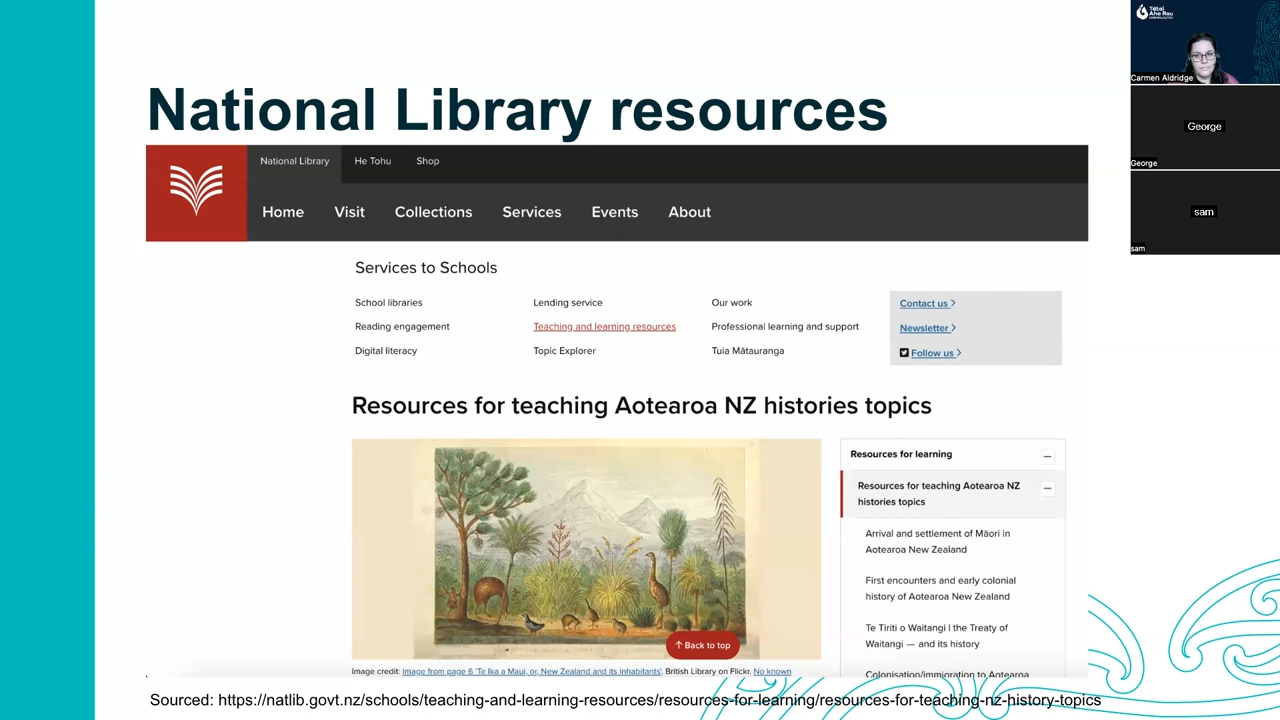 National Library resources
National Library
He Tohu
Shop
Home
Visit
Collections
Services
Events
About
Services to Schools
School libraries
Lending service
Our work
Reading engagement
Teaching and learning resources
Professional learning and support
Digital literacy
Topic Explorer
Tuia Mātauranga
Contact us
Newsletter
Follow us
Resources for teaching Aotearoa NZ histories topics
Back to top
Image credit: Image from page 6 'Te Ika a Maui, or, New Zealand and its Inhabitants'. British Library on Flickr. No known
Resources for learning
Resources for teaching Aotearoa NZ
histories topics
Arrival and settlement of Māori in
Aotearoa New Zealand
First encounters and early colonial
history of Aotearoa New Zealand
Te Tiriti o Waitangi | the Treaty of
Waitangi — and its history
Colonisation/immigration to Aotearoa
Sourced: https://natlib.govt.nz/schools/teaching-and-learning-resources/resources-for-learning/resources-for-teaching-nz-history-topics
Tātai
Aho Rau
Carmen Aldridge
George
George
sam
sam